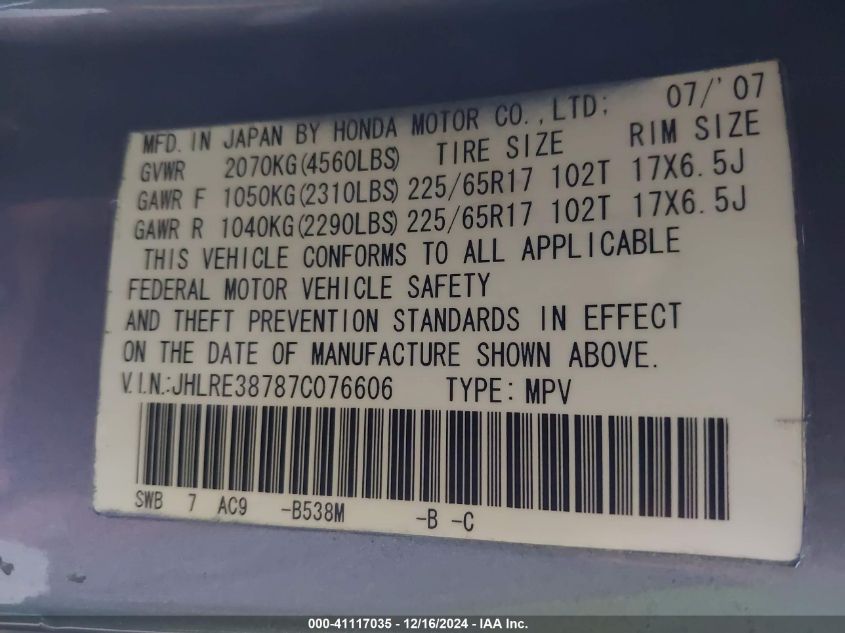 MFD. IN JAPAN BY HONDA MOTOR CO., LTD; 07/'07
GVWR 2070KG(4560LBS) TIRE SIZE RIM SIZE
GAWR F 1050KG(2310LBS) 225/65R17 102T 17X6.5J
GAWR R 1040KG(2290LBS) 225/65R17 102T 17X6.5J
THIS VEHICLE CONFORMS TO ALL APPLICABLE
FEDERAL MOTOR VEHICLE SAFETY
AND THEFT PREVENTION STANDARDS IN EFFECT
ON THE DATE OF MANUFACTURE SHOWN ABOVE.
V.I.N.:JHLRE38787C076606 TYPE: MPV
SWB 7 AC9 -B538M -B -C
000-41117035 - 12/16/2024 - IAA Inc.